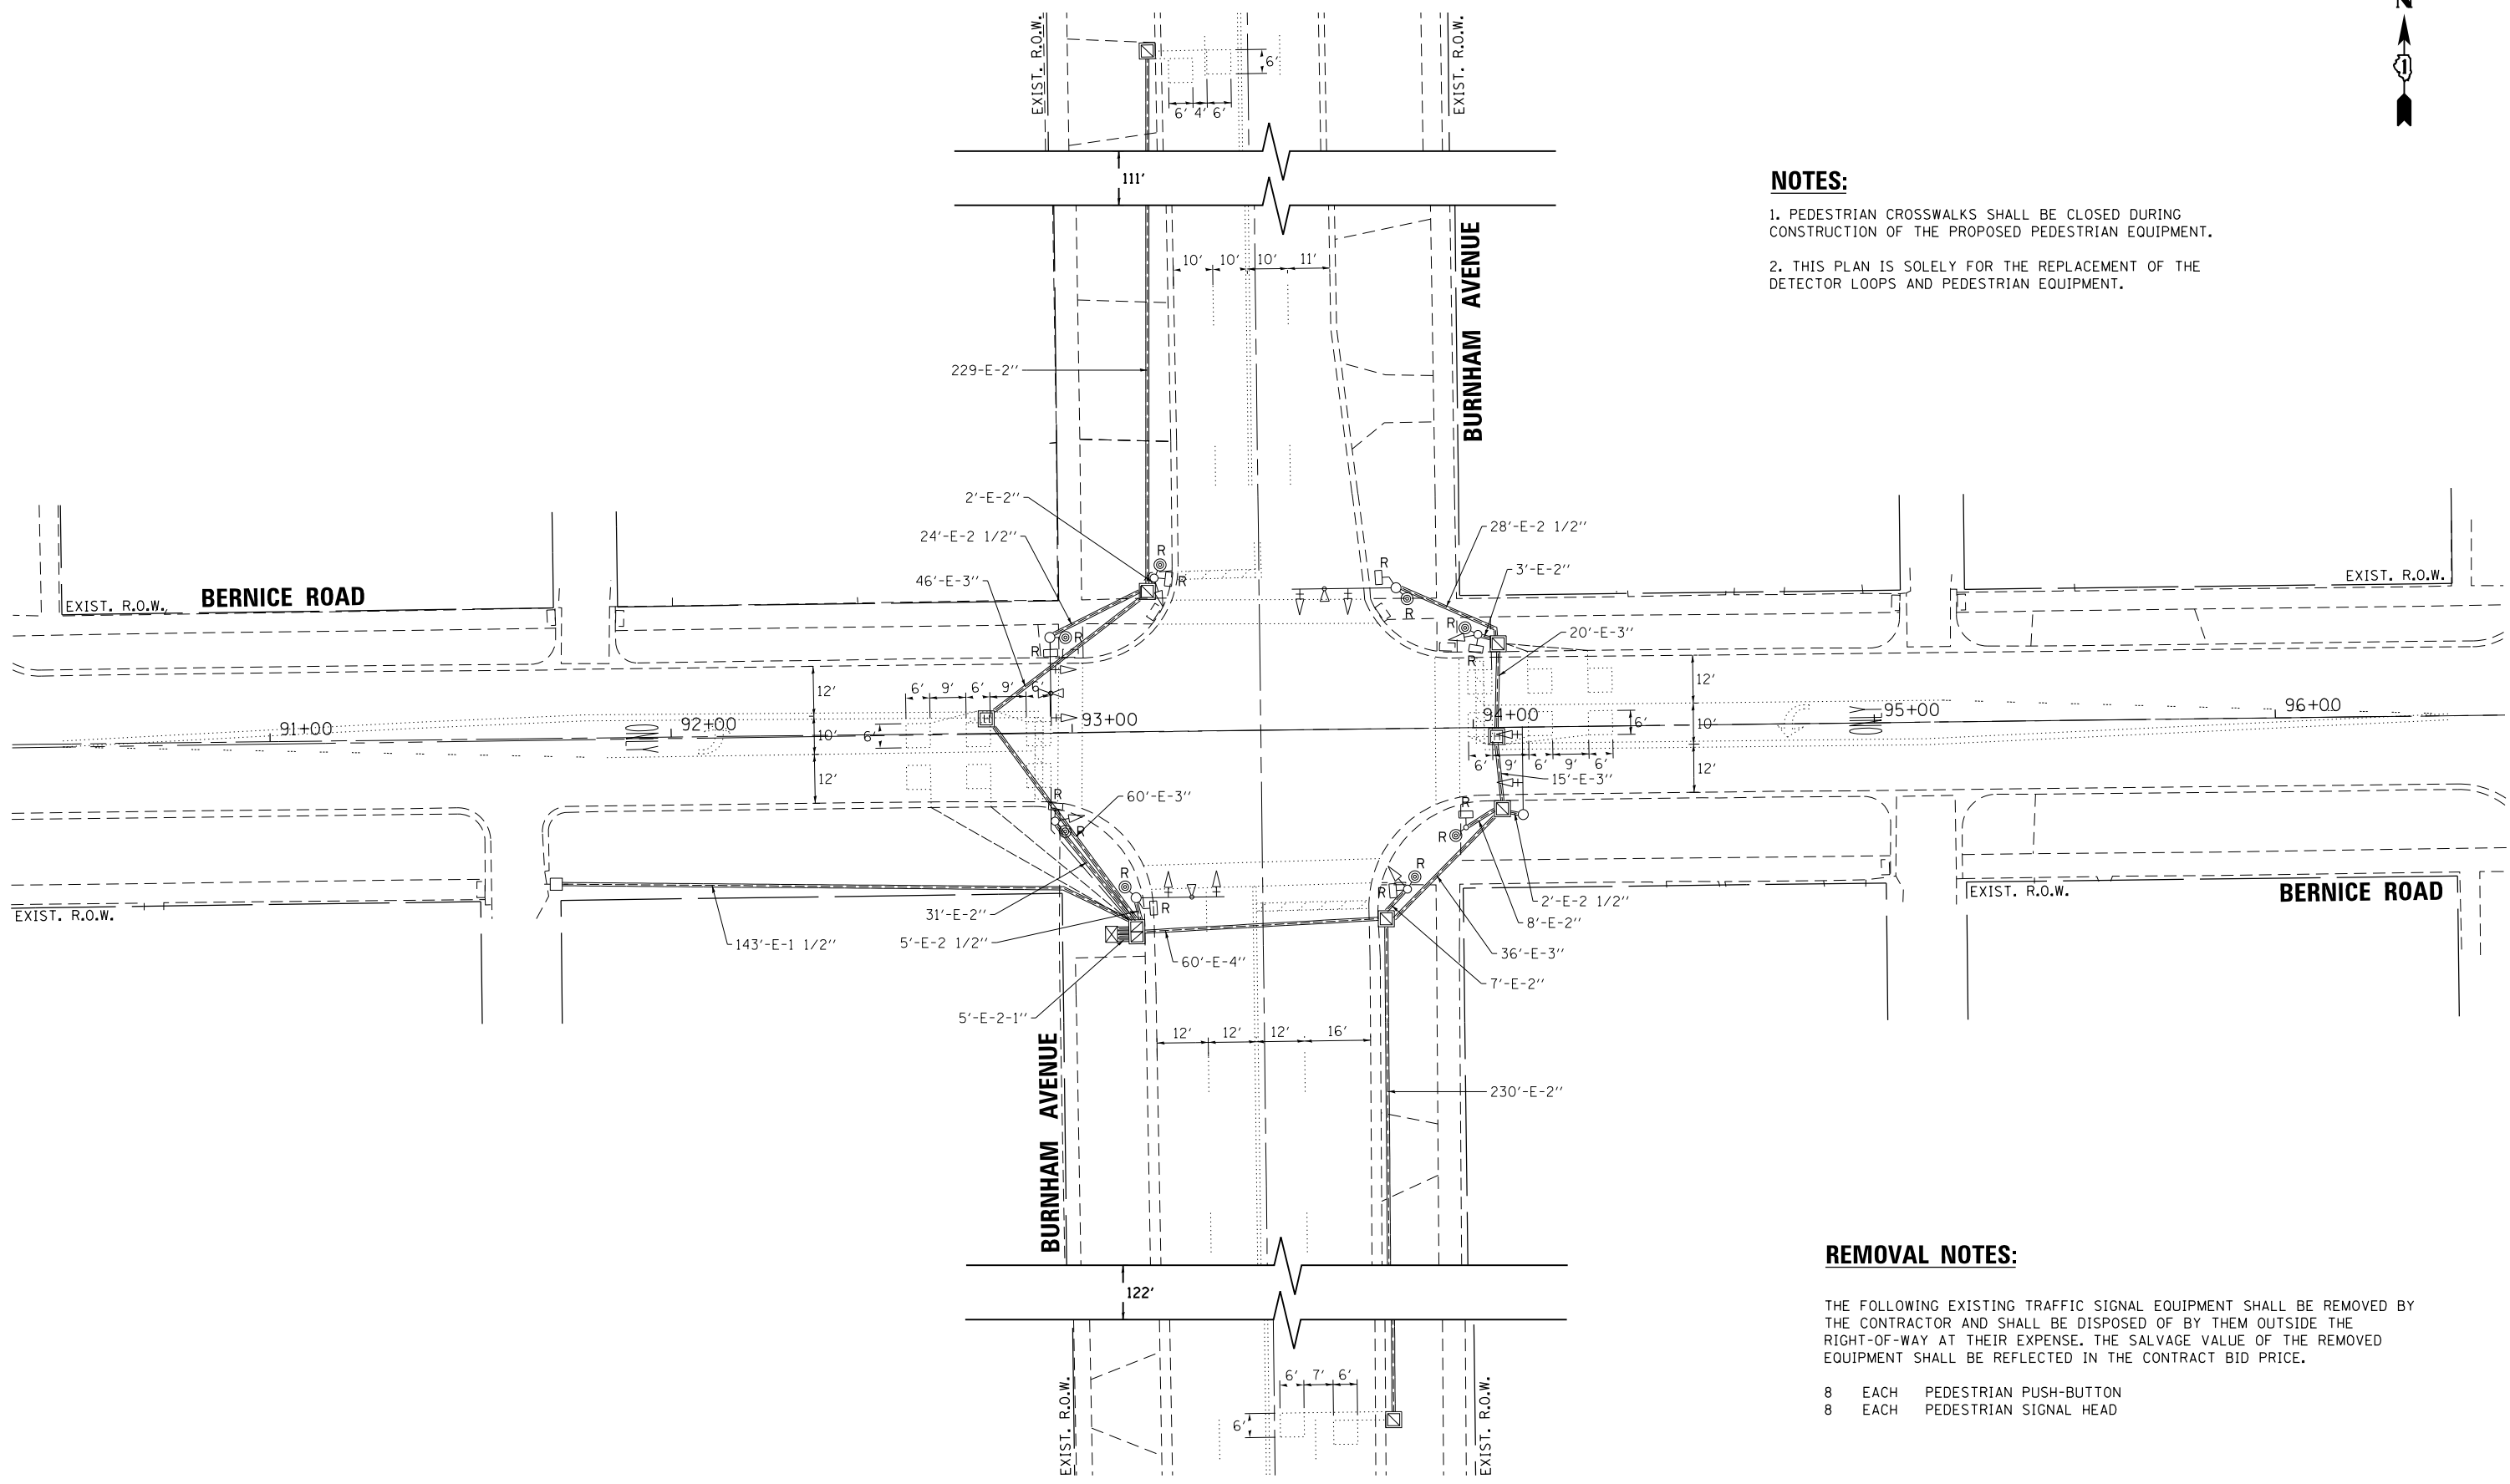 N
1
EXIST. R.O.W.
EXIST. R.O.W.
6'
6' 4' 6'
111'
NOTES:
1. PEDESTRIAN CROSSWALKS SHALL BE CLOSED DURING
CONSTRUCTION OF THE PROPOSED PEDESTRIAN EQUIPMENT.
2. THIS PLAN IS SOLELY FOR THE REPLACEMENT OF THE
DETECTOR LOOPS AND PEDESTRIAN EQUIPMENT.
BURNHAM AVENUE
10' 10' 10' 11'
229-E-2''
2'-E-2''
24'-E-2 1/2''
46'-E-3''
28'-E-2 1/2''
3'-E-2''
20'-E-3''
R
R
R
R
R
R
R
R
BERNICE ROAD
EXIST. R.O.W.
EXIST. R.O.W.
12'
10'
12'
6' 9' 6' 9' 6'
6'
91+00
92+00
93+00
94+00
95+00
96+00
ONLY
ONLY
12'
10'
12'
6'
6' 9' 6' 9' 6'
15'-E-3''
60'-E-3''
R
R
R
R
R
R
R
R
31'-E-2''
5'-E-2 1/2''
143'-E-1 1/2''
5'-E-2-1''
60'-E-4''
2'-E-2 1/2''
8'-E-2''
36'-E-3''
7'-E-2''
EXIST. R.O.W.
EXIST. R.O.W.
BERNICE ROAD
BURNHAM AVENUE
12' 12' 12' 16'
230'-E-2''
122'
EXIST. R.O.W.
EXIST. R.O.W.
6' 7' 6'
6'
REMOVAL NOTES:
THE FOLLOWING EXISTING TRAFFIC SIGNAL EQUIPMENT SHALL BE REMOVED BY
THE CONTRACTOR AND SHALL BE DISPOSED OF BY THEM OUTSIDE THE
RIGHT-OF-WAY AT THEIR EXPENSE. THE SALVAGE VALUE OF THE REMOVED
EQUIPMENT SHALL BE REFLECTED IN THE CONTRACT BID PRICE.
8 EACH PEDESTRIAN PUSH-BUTTON
8 EACH PEDESTRIAN SIGNAL HEAD